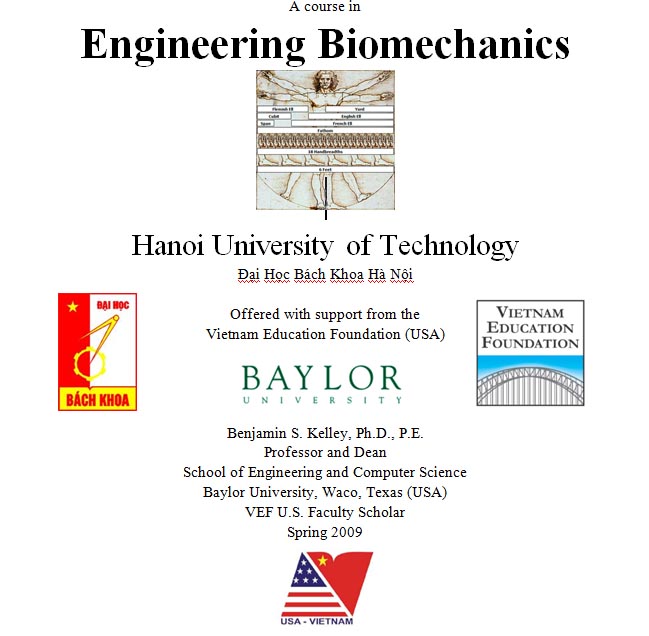 A course in
Engineering Biomechanics
Flemish Ell Yard
Cubit English Ell
Span French Ell
Fathom
18 Handbreadths
6 Feet
Hanoi University of Technology
Đại Học Bách Khoa Hà Nội
ĐẠI HỌC
BÁCH KHOA
Offered with support from the
Vietnam Education Foundation (USA)
VIETNAM
EDUCATION
FOUNDATION
BAYLOR
UNIVERSITY
Benjamin S. Kelley, Ph.D., P.E.
Professor and Dean
School of Engineering and Computer Science
Baylor University, Waco, Texas (USA)
VEF U.S. Faculty Scholar
Spring 2009
USA - VIETNAM